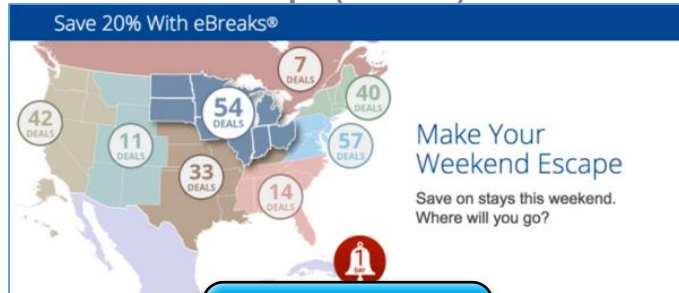 Save 20% With eBreaks®
7
DEALS
54
DEALS
40
DEALS
42
DEALS
11
DEALS
57
DEALS
33
DEALS
14
DEALS
Make Your
Weekend Escape
Save on stays this weekend.
Where will you go?
1
DAY